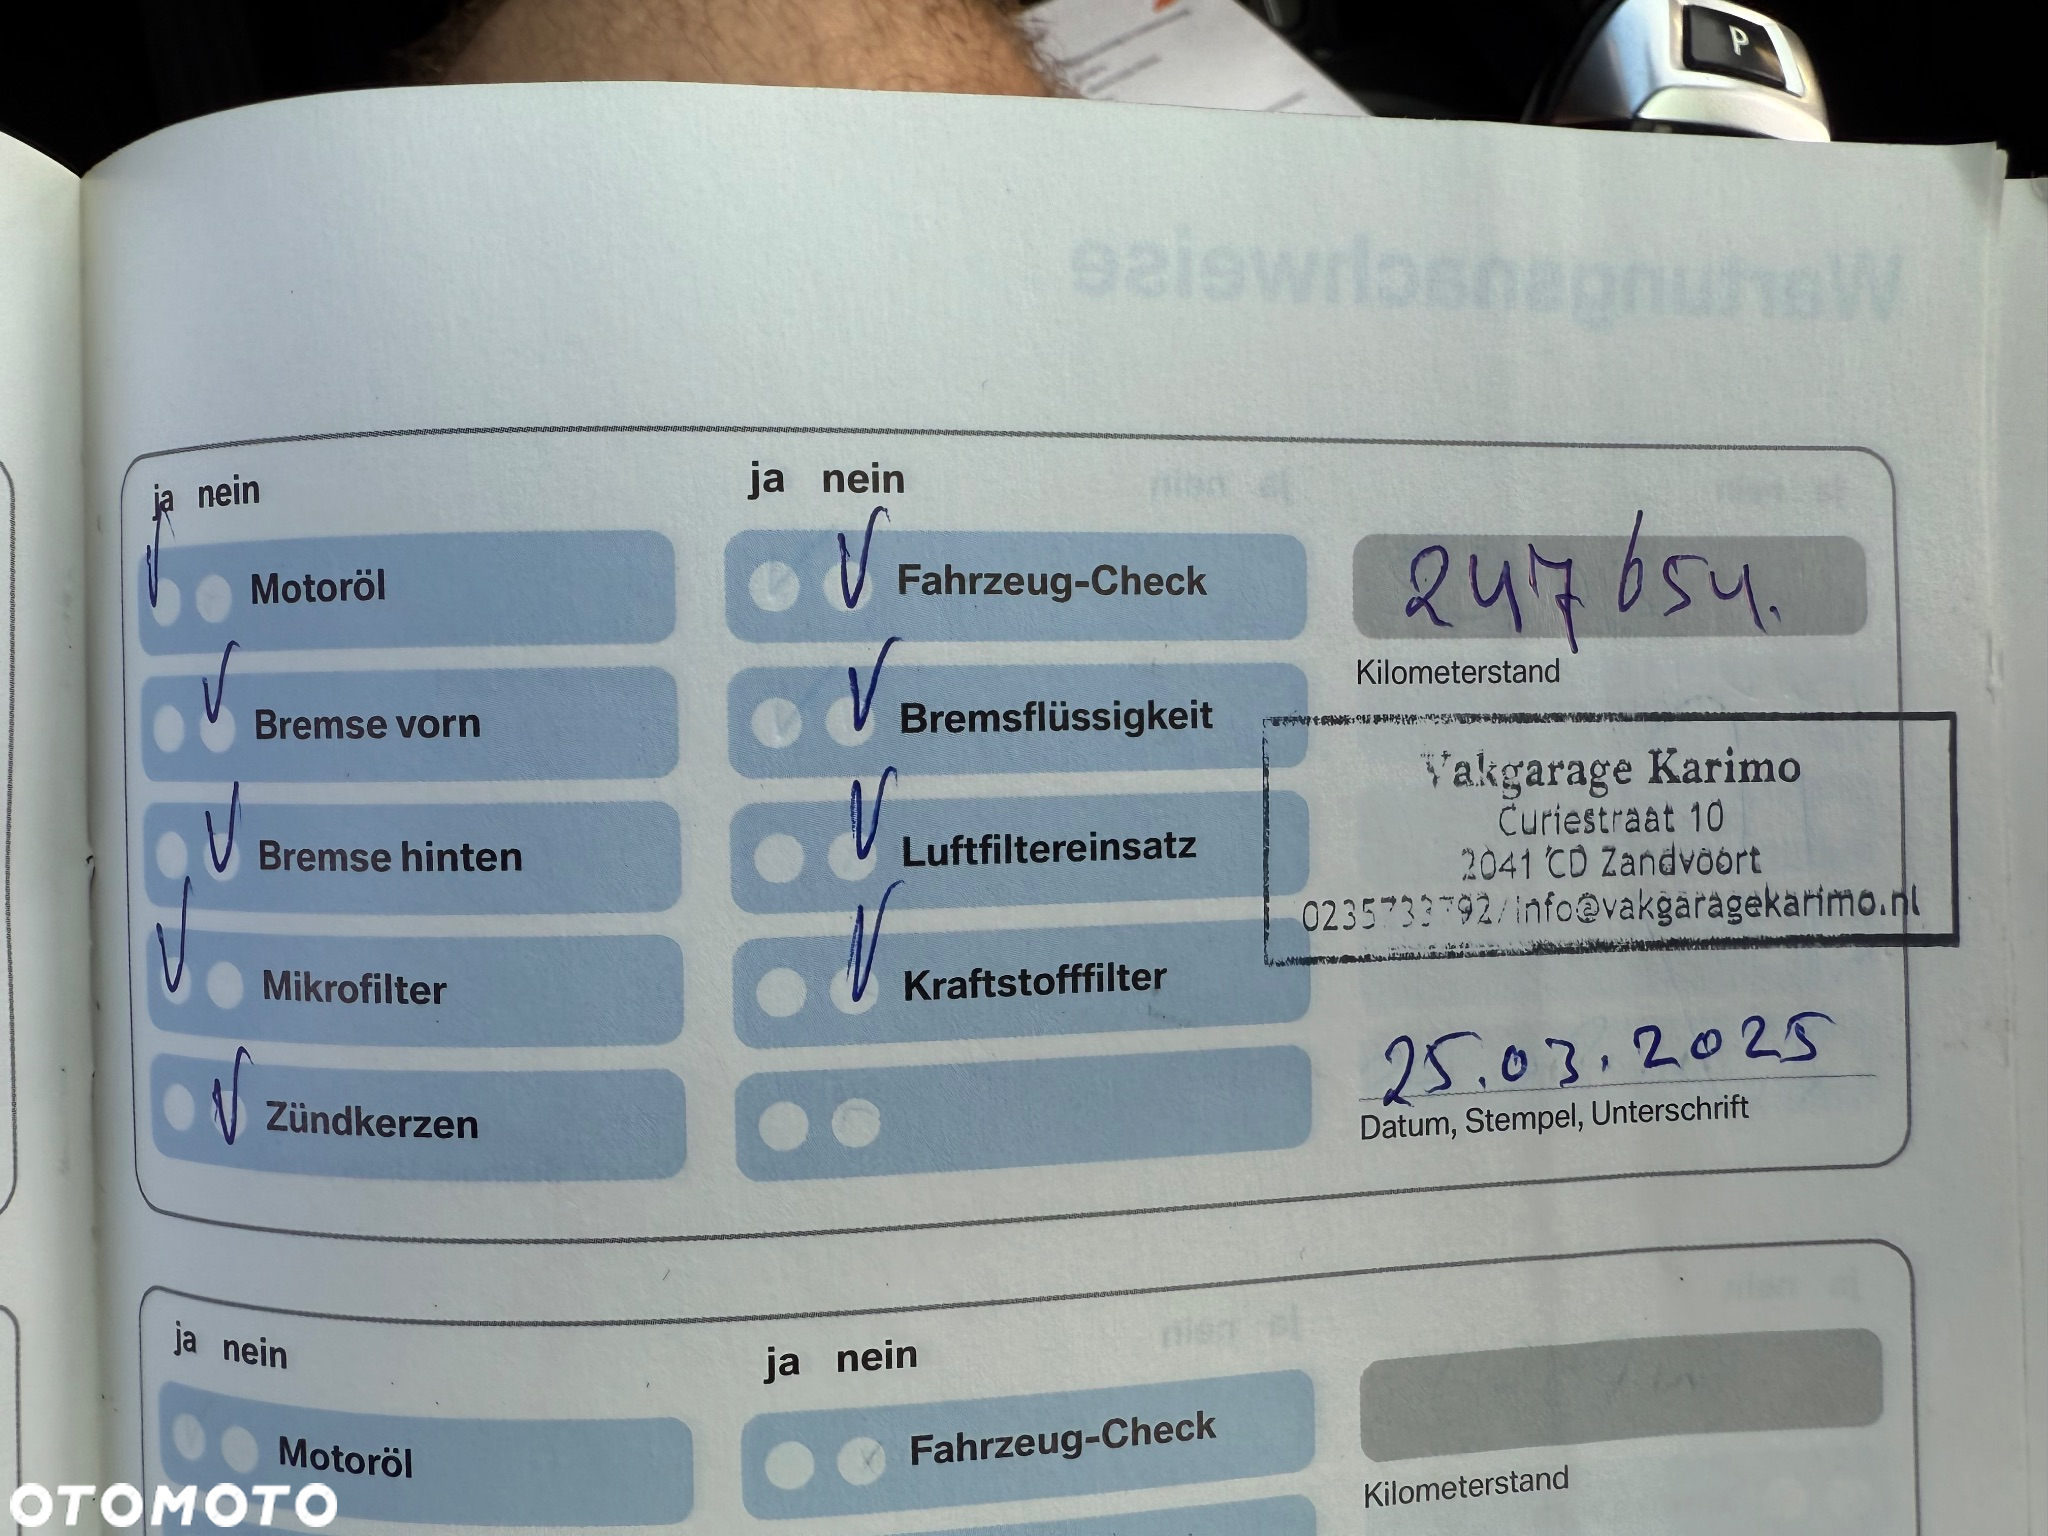 P
Wartungsnachweise
ja nein
ja nein
Motoröl
Bremse vorn
Bremse hinten
Mikrofilter
Zündkerzen
Fahrzeug-Check
Bremsflüssigkeit
Luftfiltereinsatz
Kraftstofffilter
247 654.
Kilometerstand
Vakgarage Karimo
Curiestraat 10
2041 CD Zandvoort
0235733792/info@vakgaragekarimo.nl
25.03.2025
Datum, Stempel, Unterschrift
ja nein
ja nein
Motoröl
Fahrzeug-Check
Kilometerstand
OTOMOTO